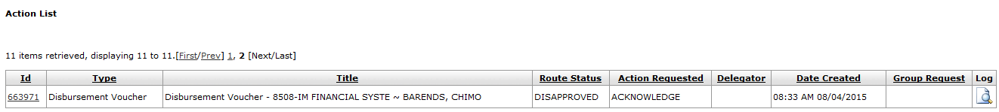 Action List
11 items retrieved, displaying 11 to 11.[First/Prev] 1, 2 [Next/Last]
Id Type Title Route Status Action Requested Delegator Date Created Group Request Log
663971 Disbursement Voucher Disbursement Voucher - 8508-IM FINANCIAL SYSTE ~ BARENDS, CHIMO DISAPPROVED ACKNOWLEDGE 08:33 AM 08/04/2015